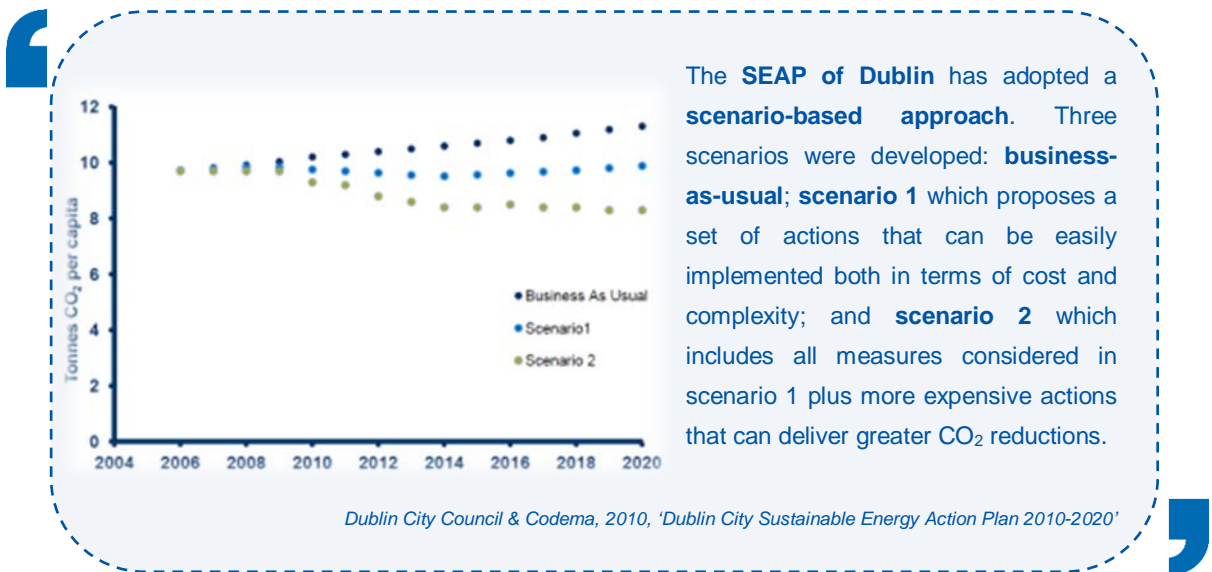 The SEAP of Dublin has adopted a
scenario-based approach. Three
scenarios were developed: business-
as-usual; scenario 1 which proposes a
set of actions that can be easily
implemented both in terms of cost and
complexity; and scenario 2 which
includes all measures considered in
scenario 1 plus more expensive actions
that can deliver greater CO₂ reductions.
Tonnes CO₂ per capita
12
10
8
6
4
2
0
2004 2006 2008 2010 2012 2014 2016 2018 2020
Business As Usual
Scenario1
Scenario 2
Dublin City Council & Codema, 2010, ‘Dublin City Sustainable Energy Action Plan 2010-2020’